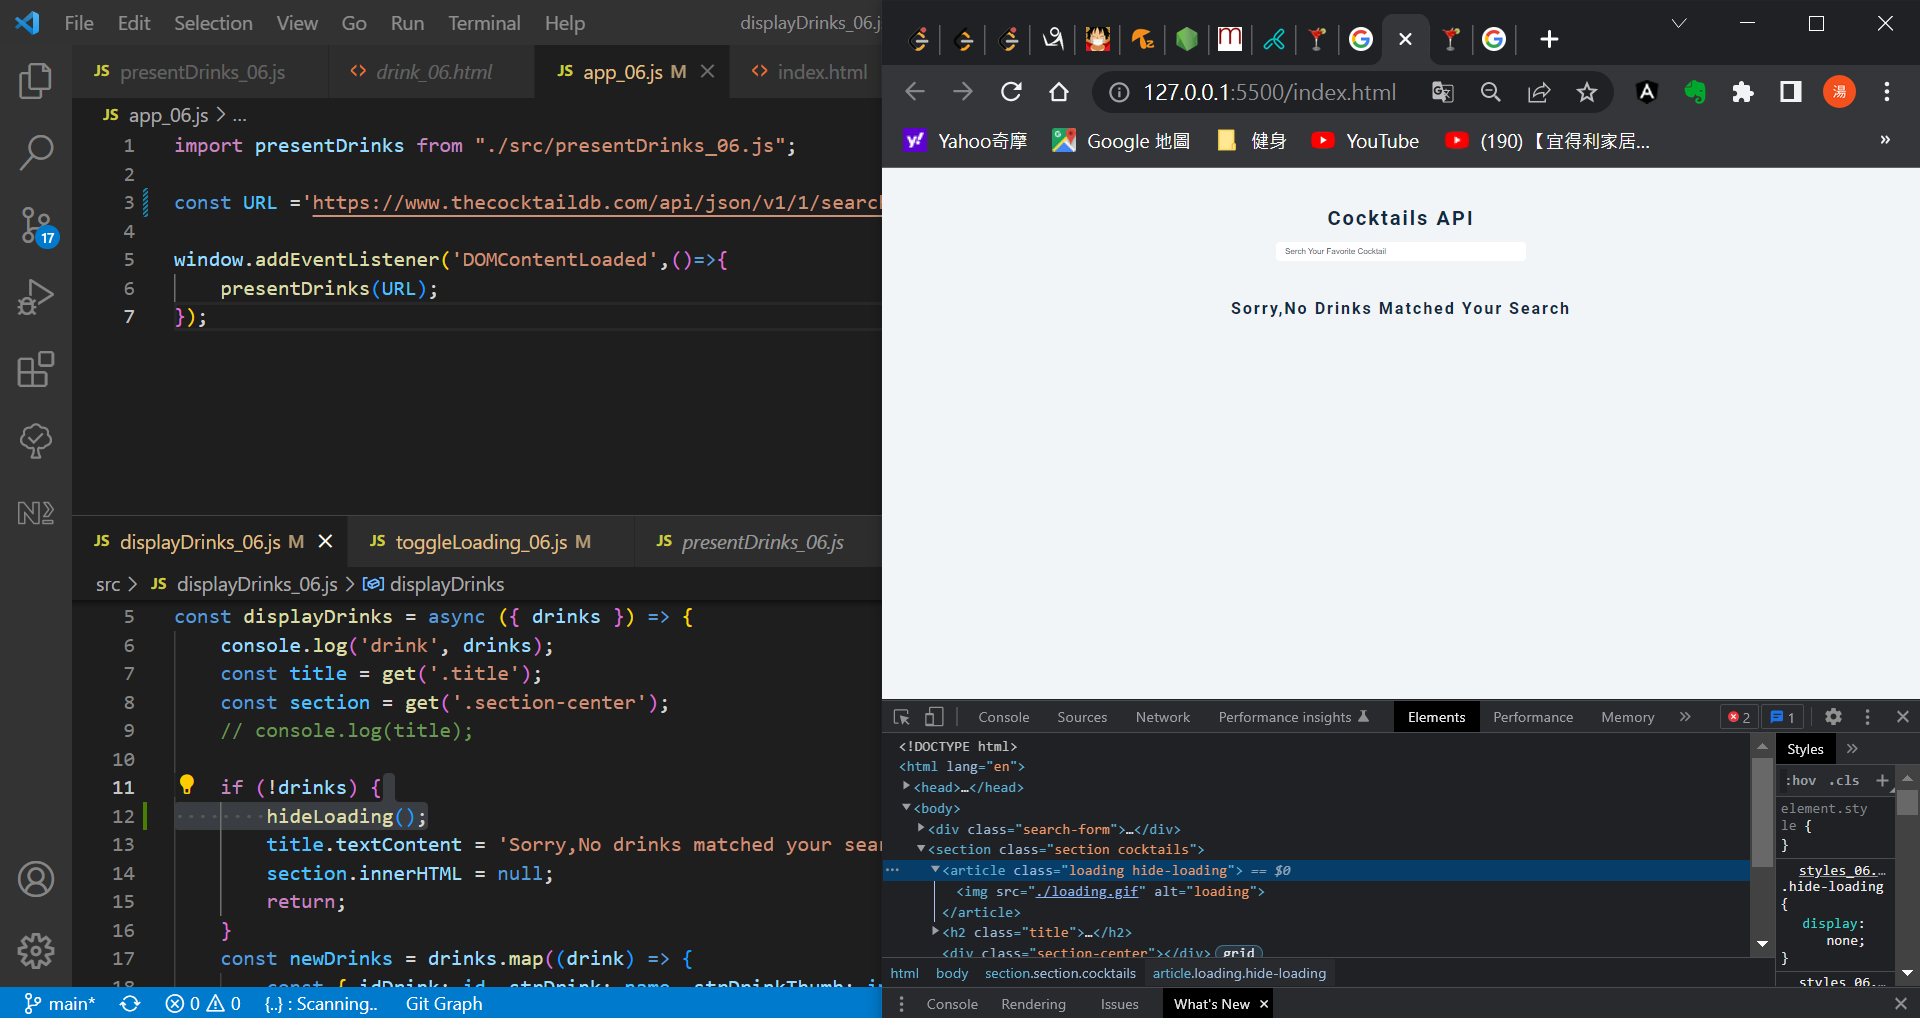 File Edit Selection View Go Run Terminal Help displayDrinks_06.j
JS presentDrinks_06.js <> drink_06.html JS app_06.js M <> index.html
JS app_06.js > ...
1 import presentDrinks from "./src/presentDrinks_06.js";
2
3 const URL ='https://www.thecocktaildb.com/api/json/v1/1/search
4
5 window.addEventListener('DOMContentLoaded',()=>{
6 presentDrinks(URL);
7 });
17
JS displayDrinks_06.js M JS toggleLoading_06.js M JS presentDrinks_06.js
src > JS displayDrinks_06.js > displayDrinks
5 const displayDrinks = async ({ drinks }) => {
6 console.log('drink', drinks);
7 const title = get('.title');
8 const section = get('.section-center');
9 // console.log(title);
10
11 if (!drinks) {
12 hideLoading();
13 title.textContent = 'Sorry,No drinks matched your sear
14 section.innerHTML = null;
15 return;
16 }
17 const newDrinks = drinks.map((drink) => {
18 const { idDrink: id, strDrink: name, strDrinkThumb: i
main* 0 0 {..} : Scanning.. Git Graph
127.0.0.1:5500/index.html 湯
Yahoo奇摩 Google 地圖 健身 YouTube (190) 【宜得利家居... »
Cocktails API
Serch Your Favorite Cocktail
Sorry,No Drinks Matched Your Search
Console Sources Network Performance insights Elements Performance Memory » 2 1
<!DOCTYPE html>
<html lang="en">
<head>…</head>
<body>
<div class="search-form">…</div>
<section class="section cocktails">
<article class="loading hide-loading"> == $0
<img src="./loading.gif" alt="loading">
</article>
<h2 class="title">…</h2>
<div class="section-center"></div> grid
html body section.section.cocktails article.loading.hide-loading
Styles »
:hov .cls +
element.sty
le {
}
styles_06.…
.hide-loading
{
display:
none;
}
styles_06.…
Console Rendering Issues What's New